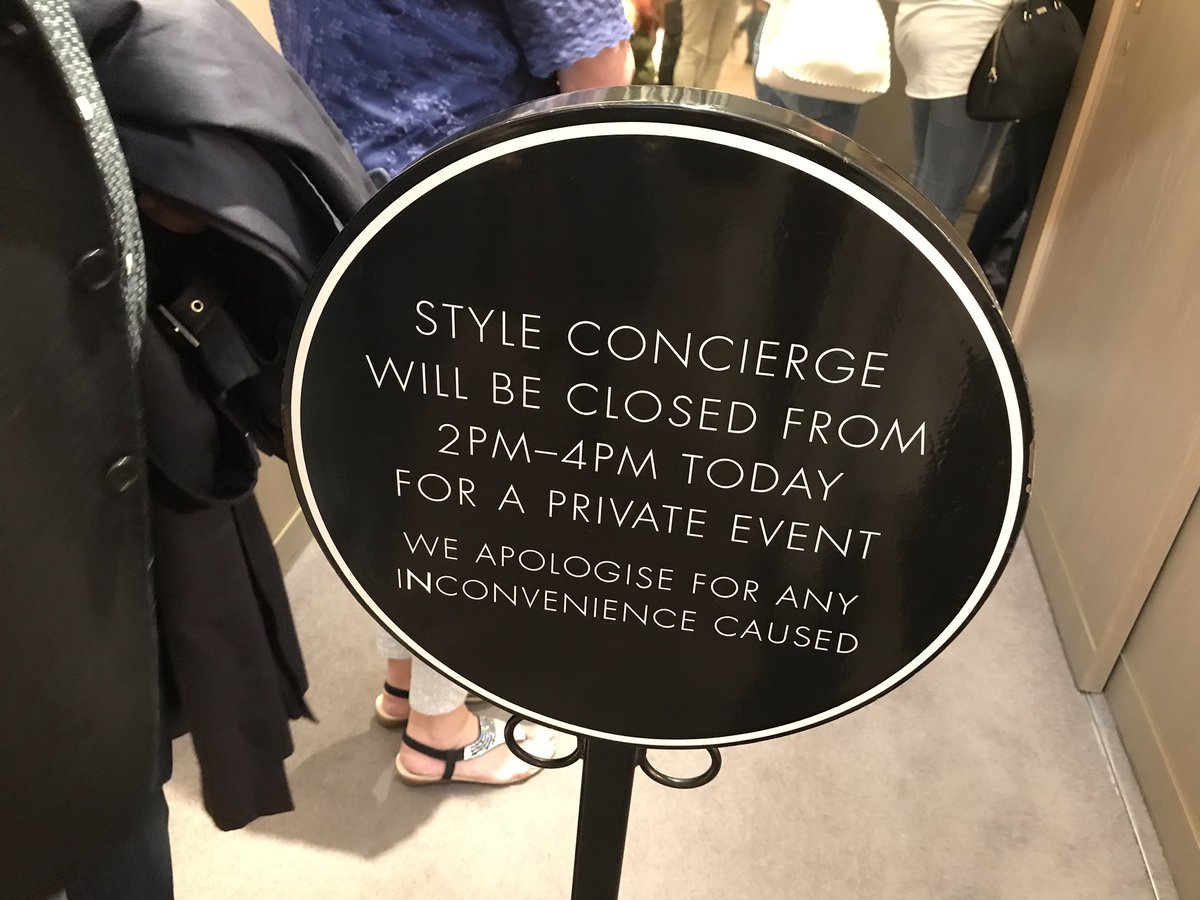 STYLE CONCIERGE
WILL BE CLOSED FROM
2PM–4PM TODAY
FOR A PRIVATE EVENT
WE APOLOGISE FOR ANY
INCONVENIENCE CAUSED